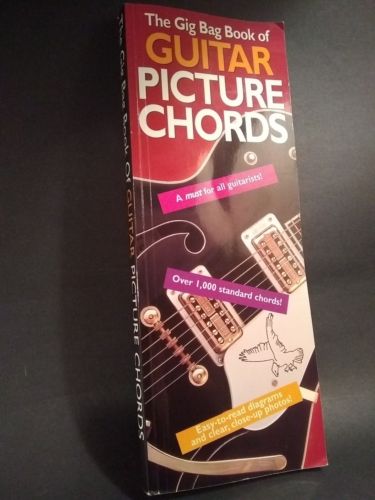 The Gig Bag Book of
GUITAR
PICTURE
CHORDS
A must for all guitarists!
Over 1,000 standard chords!
Easy-to-read diagrams
and clear, close-up photos!
The Gig Bag Book Of GUITAR PICTURE CHORDS